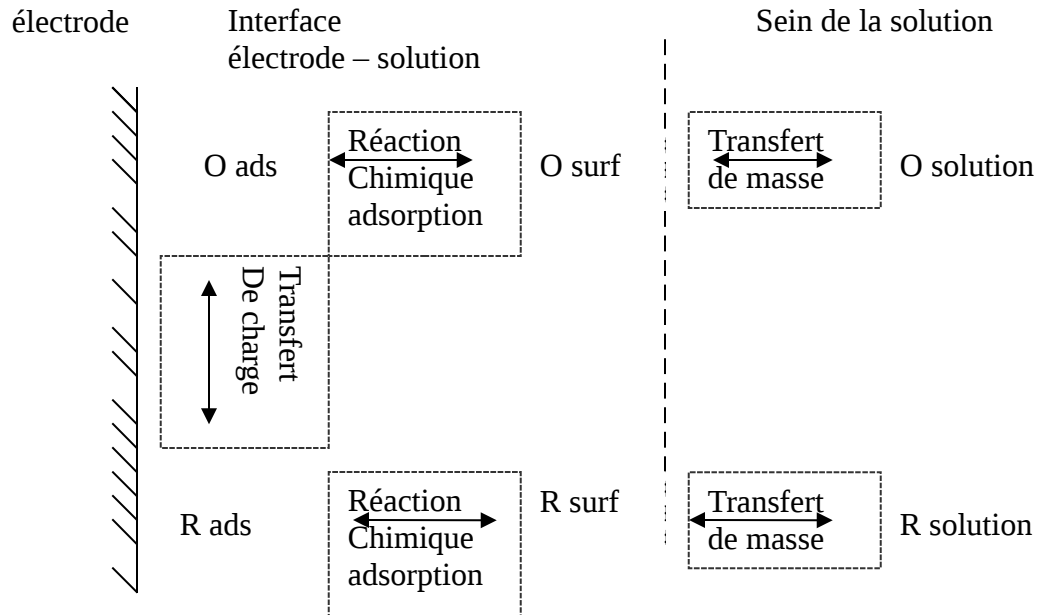 électrode
Interface
électrode – solution
Sein de la solution
O ads
Réaction
Chimique
adsorption
O surf
Transfert
de masse
O solution
Transfert
De charge
R ads
Réaction
Chimique
adsorption
R surf
Transfert
de masse
R solution